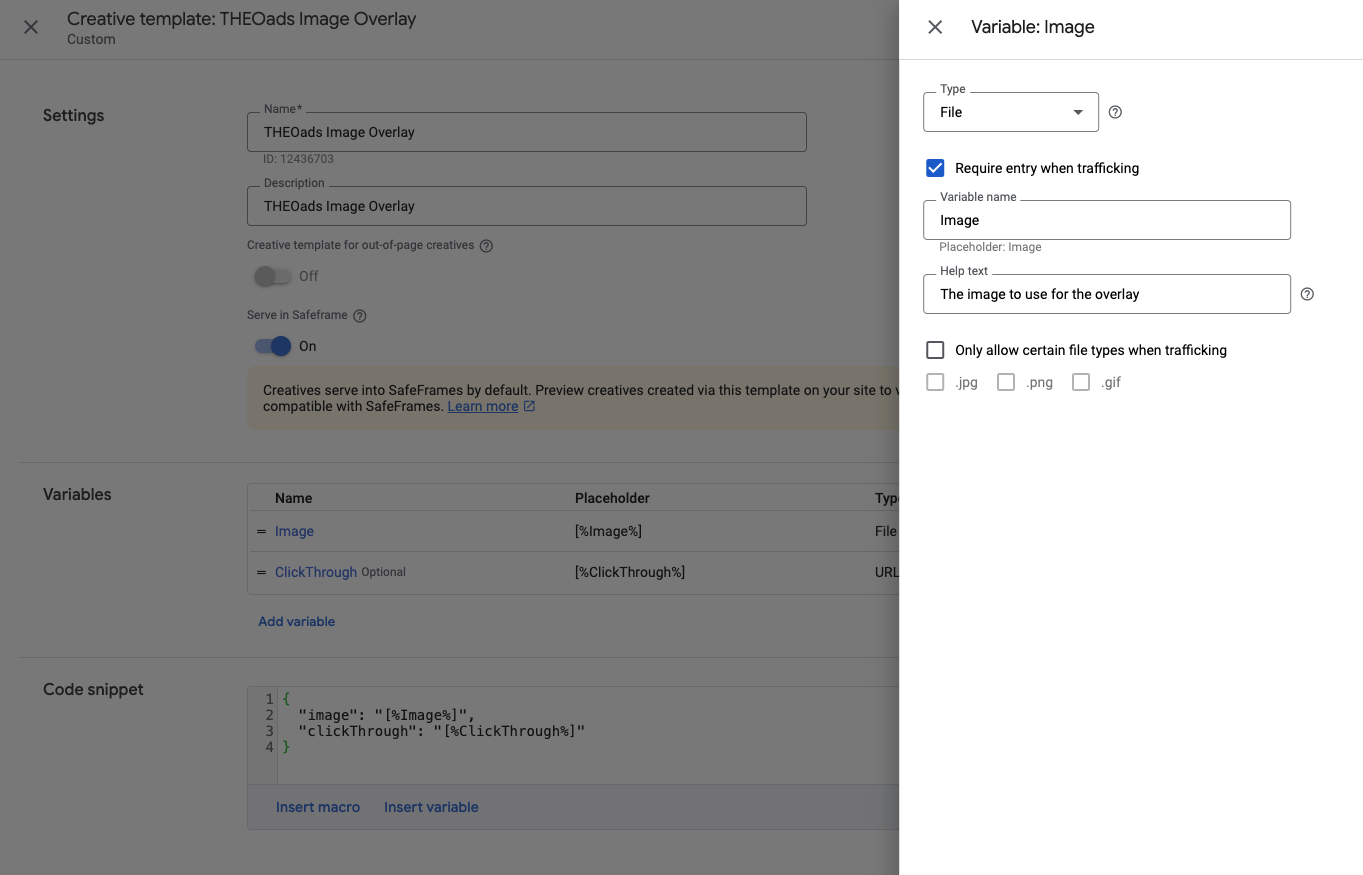 Creative template: THEOads Image Overlay
Custom
Settings
Name*
THEOads Image Overlay
ID: 12436703
Description
THEOads Image Overlay
Creative template for out-of-page creatives
Off
Serve in Safeframe
On
Creatives serve into SafeFrames by default. Preview creatives created via this template on your site to
compatible with SafeFrames. Learn more
Variables
Name Placeholder Type
Image [%Image%] File
ClickThrough Optional [%ClickThrough%] URL
Add variable
Code snippet
1 {
2 "image": "[%Image%]",
3 "clickThrough": "[%ClickThrough%]"
4 }
Insert macro Insert variable
Variable: Image
Type
File
Require entry when trafficking
Variable name
Image
Placeholder: Image
Help text
The image to use for the overlay
Only allow certain file types when trafficking
.jpg .png .gif